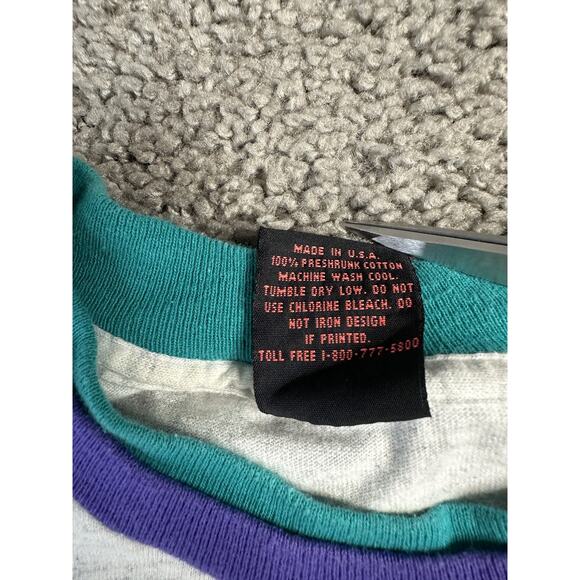 MADE IN U.S.A.
100% PRESHRUNK COTTON
MACHINE WASH COOL.
TUMBLE DRY LOW. DO NOT
USE CHLORINE BLEACH. DO
NOT IRON DESIGN
IF PRINTED.
TOLL FREE 1-800-777-5800